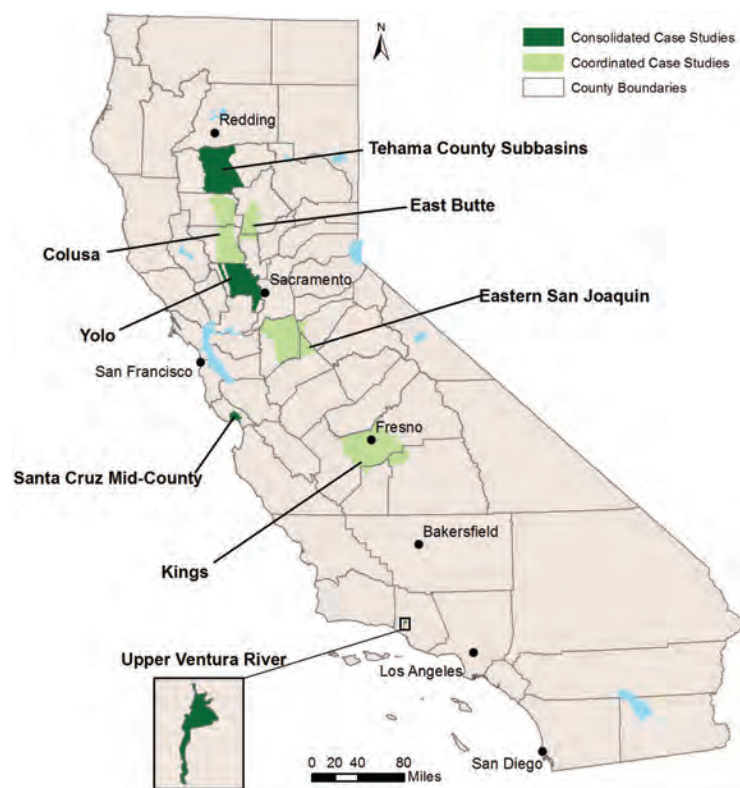 N
Consolidated Case Studies
Coordinated Case Studies
County Boundaries
Redding
Tehama County Subbasins
East Butte
Colusa
Sacramento
Eastern San Joaquin
Yolo
San Francisco
Fresno
Santa Cruz Mid-County
Bakersfield
Kings
Upper Ventura River
Los Angeles
San Diego
0 20 40 80
Miles